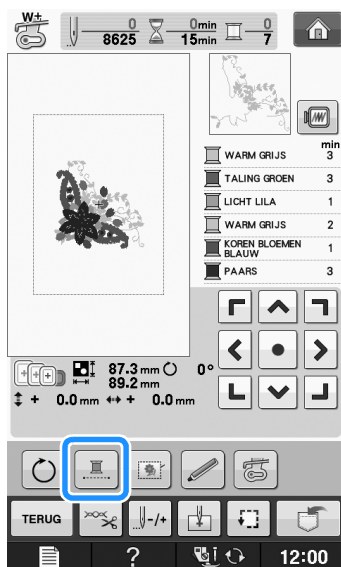 W+
0 0min 0
8625 15min 7
min
WARM GRIJS 3
TALING GROEN 3
LICHT LILA 1
WARM GRIJS 2
KOREN BLOEMEN
BLAUW 1
PAARS 3
87.3 mm 0°
89.2 mm
+ 0.0 mm + 0.0 mm
TERUG -/+
? 12:00